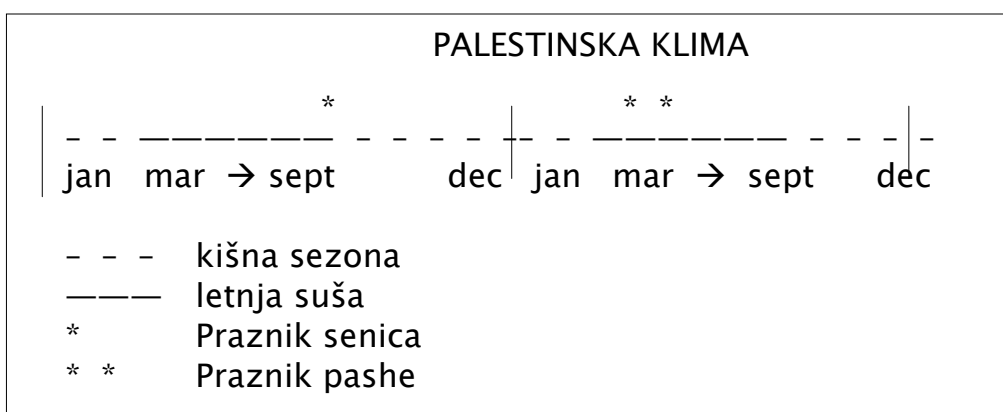 PALESTINSKA KLIMA
* * *
– – —————— – – – – –– – —————— – – – –
jan mar → sept dec jan mar → sept dec
– – – kišna sezona
——— letnja suša
* Praznik senica
* * Praznik pashe